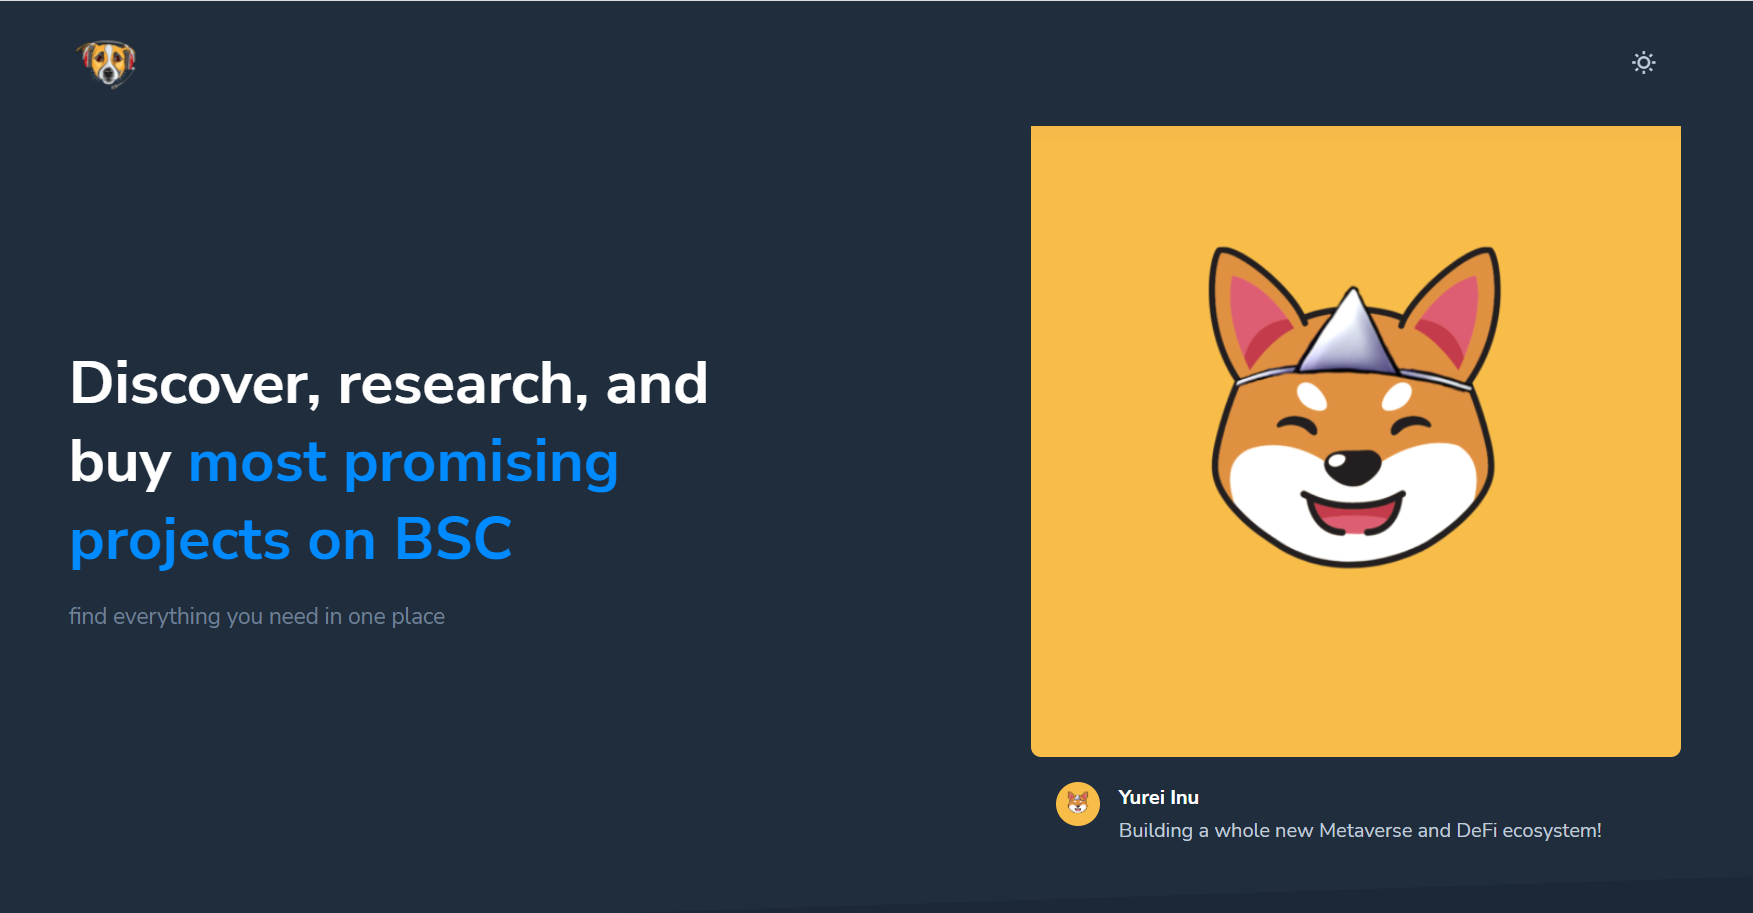 Discover, research, and
buy most promising
projects on BSC
find everything you need in one place
Yurei Inu
Building a whole new Metaverse and DeFi ecosystem!